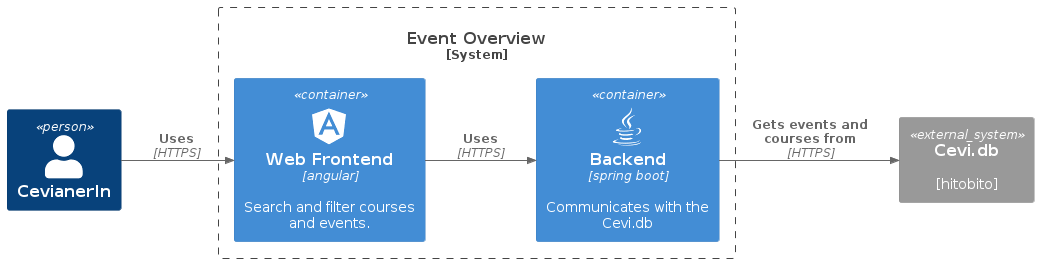 Event Overview
[System]
«person»
CevianerIn
Uses
[HTTPS]
«container»
Web Frontend
[angular]
Search and filter courses
and events.
Uses
[HTTPS]
«container»
Backend
[spring boot]
Communicates with the
Cevi.db
Gets events and
courses from
[HTTPS]
«external_system»
Cevi.db
[hitobito]